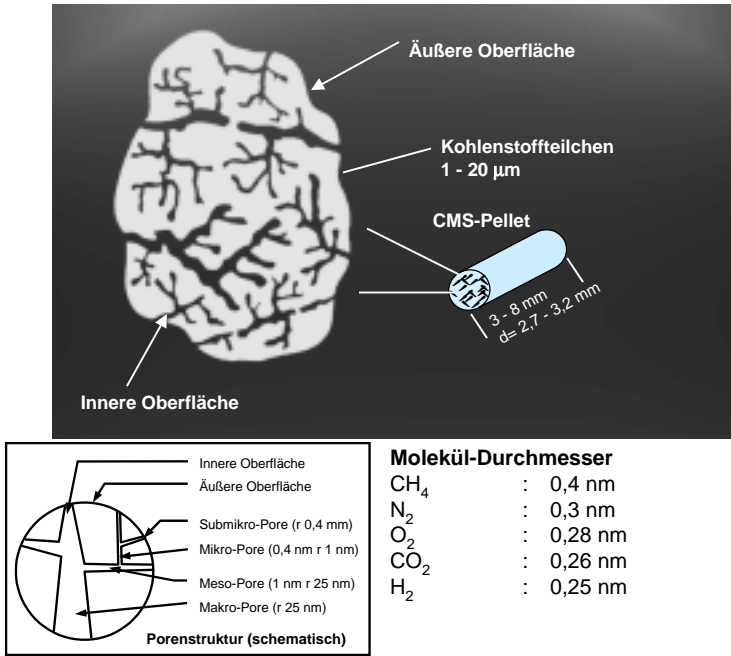 Äußere Oberfläche
Kohlenstoffteilchen
1 - 20 µm
CMS-Pellet
3 - 8 mm
d= 2,7 - 3,2 mm
Innere Oberfläche
Innere Oberfläche
Äußere Oberfläche
Submikro-Pore (r 0,4 mm)
Mikro-Pore (0,4 nm r 1 nm)
Meso-Pore (1 nm r 25 nm)
Makro-Pore (r 25 nm)
Porenstruktur (schematisch)
Molekül-Durchmesser
CH4 : 0,4 nm
N2 : 0,3 nm
O2 : 0,28 nm
CO2 : 0,26 nm
H2 : 0,25 nm